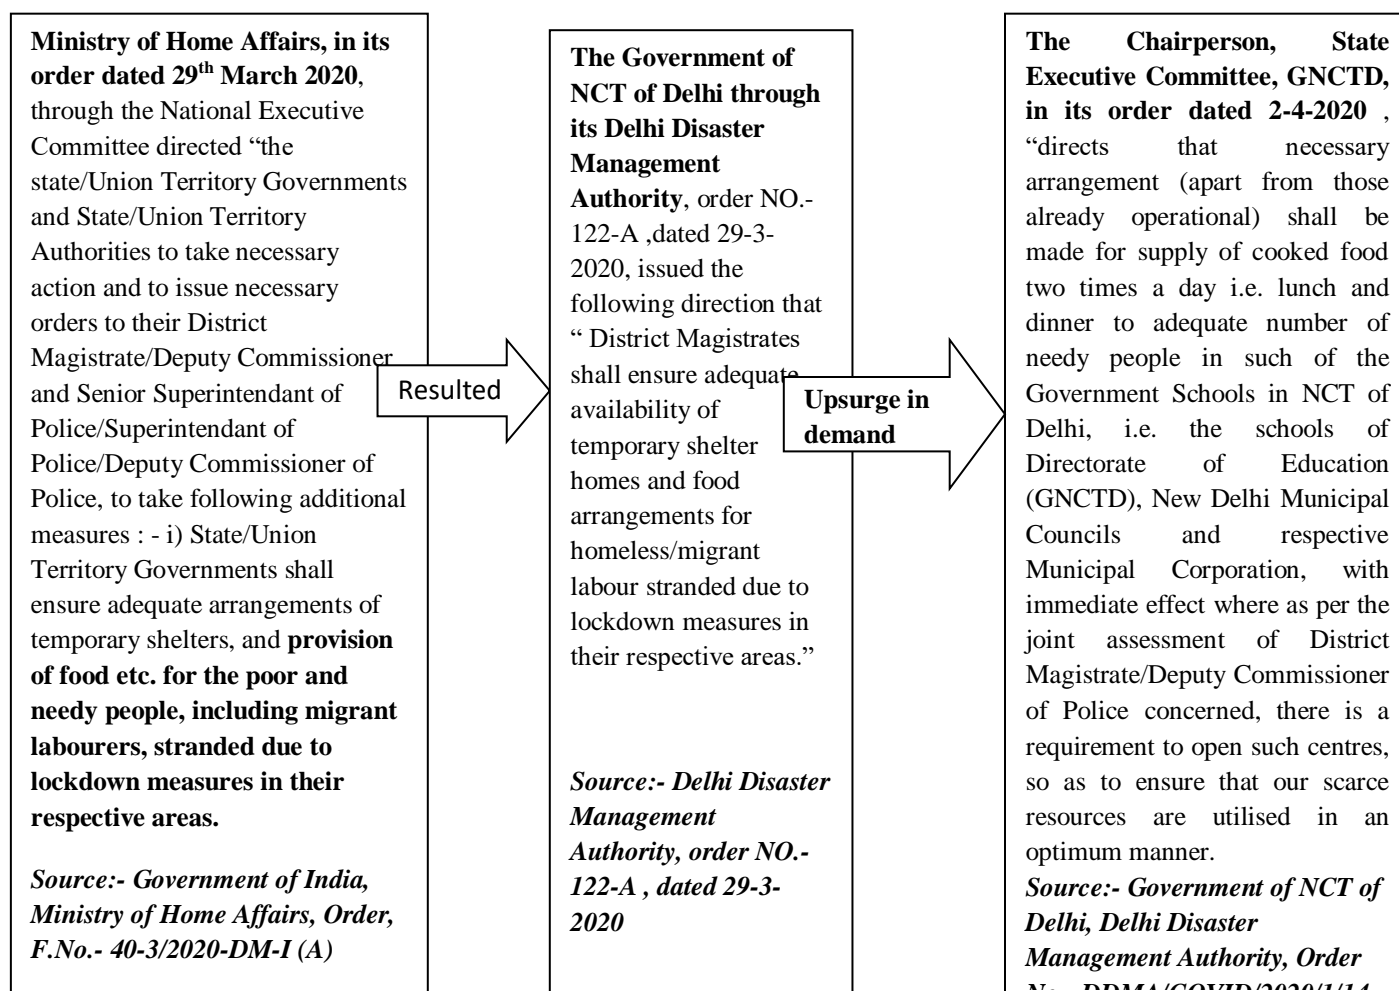 Ministry of Home Affairs, in its
order dated 29th March 2020,
through the National Executive
Committee directed “the
state/Union Territory Governments
and State/Union Territory
Authorities to take necessary
action and to issue necessary
orders to their District
Magistrate/Deputy Commissioner
and Senior Superintendant of
Police/Superintendant of
Police/Deputy Commissioner of
Police, to take following additional
measures : - i) State/Union
Territory Governments shall
ensure adequate arrangements of
temporary shelters, and provision
of food etc. for the poor and
needy people, including migrant
labourers, stranded due to
lockdown measures in their
respective areas.
Source:- Government of India,
Ministry of Home Affairs, Order,
F.No.- 40-3/2020-DM-I (A)
Resulted
The Government of
NCT of Delhi through
its Delhi Disaster
Management
Authority, order NO.-
122-A ,dated 29-3-
2020, issued the
following direction that
“ District Magistrates
shall ensure adequate
availability of
temporary shelter
homes and food
arrangements for
homeless/migrant
labour stranded due to
lockdown measures in
their respective areas.”
Source:- Delhi Disaster
Management
Authority, order NO.-
122-A , dated 29-3-
2020
Upsurge in
demand
The Chairperson, State
Executive Committee, GNCTD,
in its order dated 2-4-2020 ,
“directs that necessary
arrangement (apart from those
already operational) shall be
made for supply of cooked food
two times a day i.e. lunch and
dinner to adequate number of
needy people in such of the
Government Schools in NCT of
Delhi, i.e. the schools of
Directorate of Education
(GNCTD), New Delhi Municipal
Councils and respective
Municipal Corporation, with
immediate effect where as per the
joint assessment of District
Magistrate/Deputy Commissioner
of Police concerned, there is a
requirement to open such centres,
so as to ensure that our scarce
resources are utilised in an
optimum manner.
Source:- Government of NCT of
Delhi, Delhi Disaster
Management Authority, Order
No.- DDMA/COVID/2020/1/14